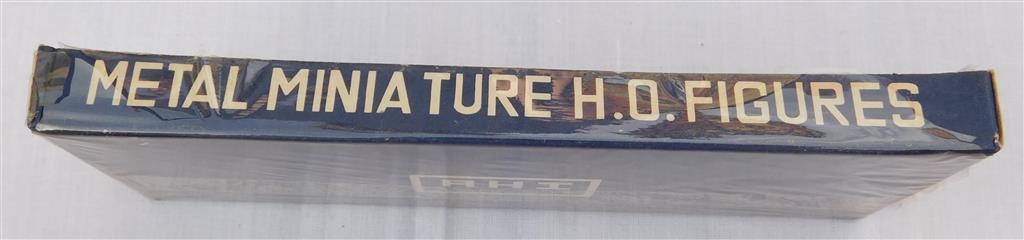 METAL MINIATURE H.O. FIGURES
AHI